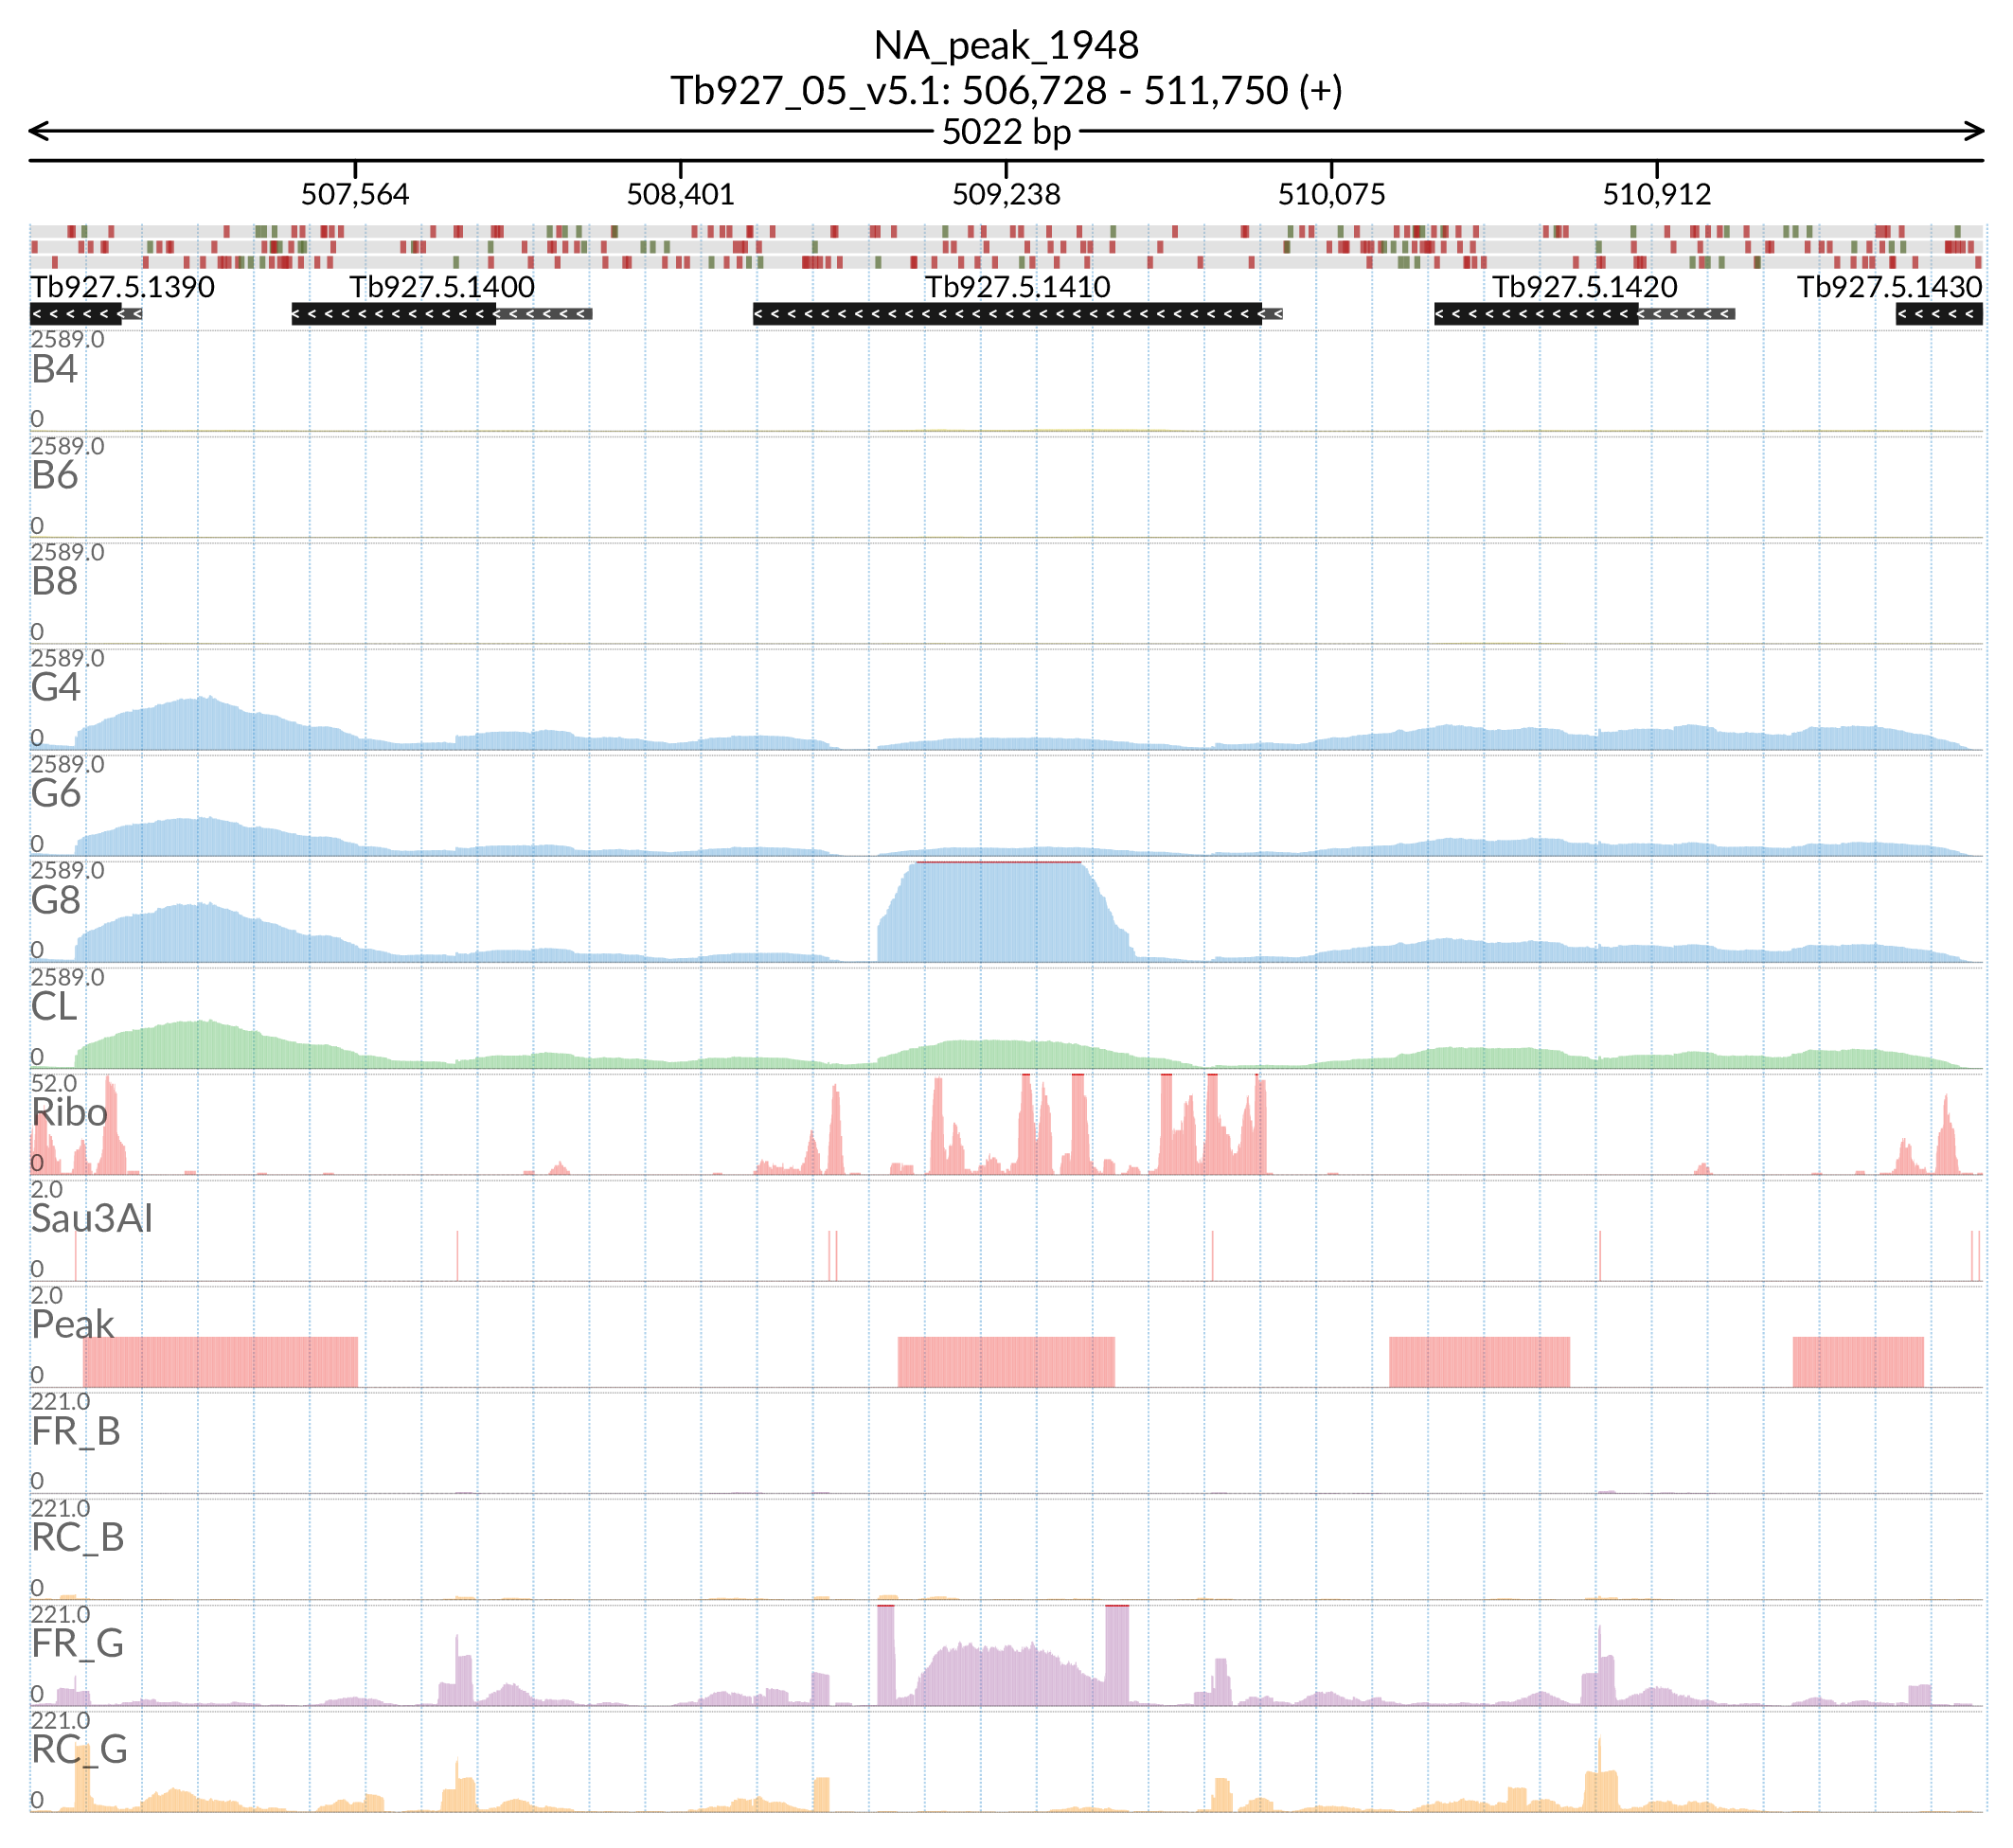 NA_peak_1948
Tb927_05_v5.1: 506,728 - 511,750 (+)
5022 bp
507,564 508,401 509,238 510,075 510,912
Tb927.5.1390 Tb927.5.1400 Tb927.5.1410 Tb927.5.1420 Tb927.5.1430
2589.0
B4
0
2589.0
B6
0
2589.0
B8
0
2589.0
G4
0
2589.0
G6
0
2589.0
G8
0
2589.0
CL
0
52.0
Ribo
0
2.0
Sau3AI
0
2.0
Peak
0
221.0
FR_B
0
221.0
RC_B
0
221.0
FR_G
0
221.0
RC_G
0